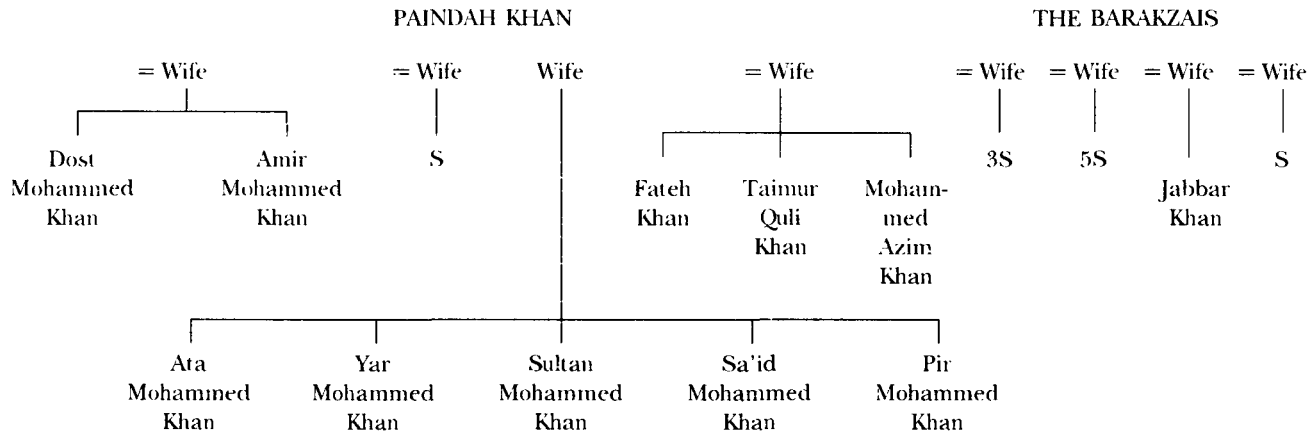 PAINDAH KHAN THE BARAKZAIS
= Wife = Wife Wife = Wife = Wife = Wife = Wife = Wife
Dost Mohammed Khan
Amir Mohammed Khan
S
Fateh Khan
Taimur Quli Khan
Moham-
med
Azim
Khan
3S
5S
Jabbar Khan
S
Ata Mohammed Khan
Yar Mohammed Khan
Sultan Mohammed Khan
Sa'id Mohammed Khan
Pir Mohammed Khan